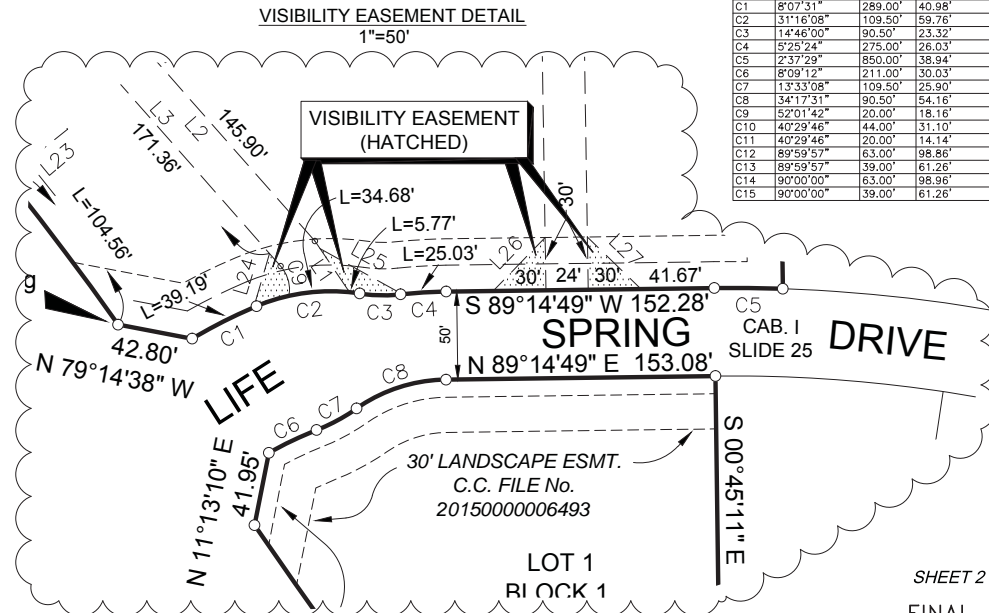 VISIBILITY EASEMENT DETAIL
1"=50'
C1 8°07'31" 289.00' 40.98'
C2 31°16'08" 109.50' 59.76'
C3 14°46'00" 90.50' 23.32'
C4 5°25'24" 275.00' 26.03'
C5 2°37'29" 850.00' 38.94'
C6 8°09'12" 211.00' 30.03'
C7 13°33'08" 109.50' 25.90'
C8 34°17'31" 90.50' 54.16'
C9 52°01'42" 20.00' 18.16'
C10 40°29'46" 44.00' 31.10'
C11 40°29'46" 20.00' 14.14'
C12 89°59'57" 63.00' 98.86'
C13 89°59'57" 39.00' 61.26'
C14 90°00'00" 63.00' 98.96'
C15 90°00'00" 39.00' 61.26'
VISIBILITY EASEMENT
(HATCHED)
L3
L2
145.90'
171.36'
L23
L=104.56'
L=34.68'
L=5.77'
L=25.03'
30'
L=39.19'
L25
L26
30'
24'
30'
41.67'
g
C1
C2
C3
C4
S 89°14'49" W 152.28'
C5
42.80'
N 79°14'38" W
50'
SPRING
CAB. I
SLIDE 25
DRIVE
N 89°14'49" E 153.08'
LIFE
C8
C7
C6
N 11°13'10" E
41.95'
30' LANDSCAPE ESMT.
C.C. FILE No.
20150000006493
S 00°45'11" E
LOT 1
BLOCK 1
SHEET 2
FINAL